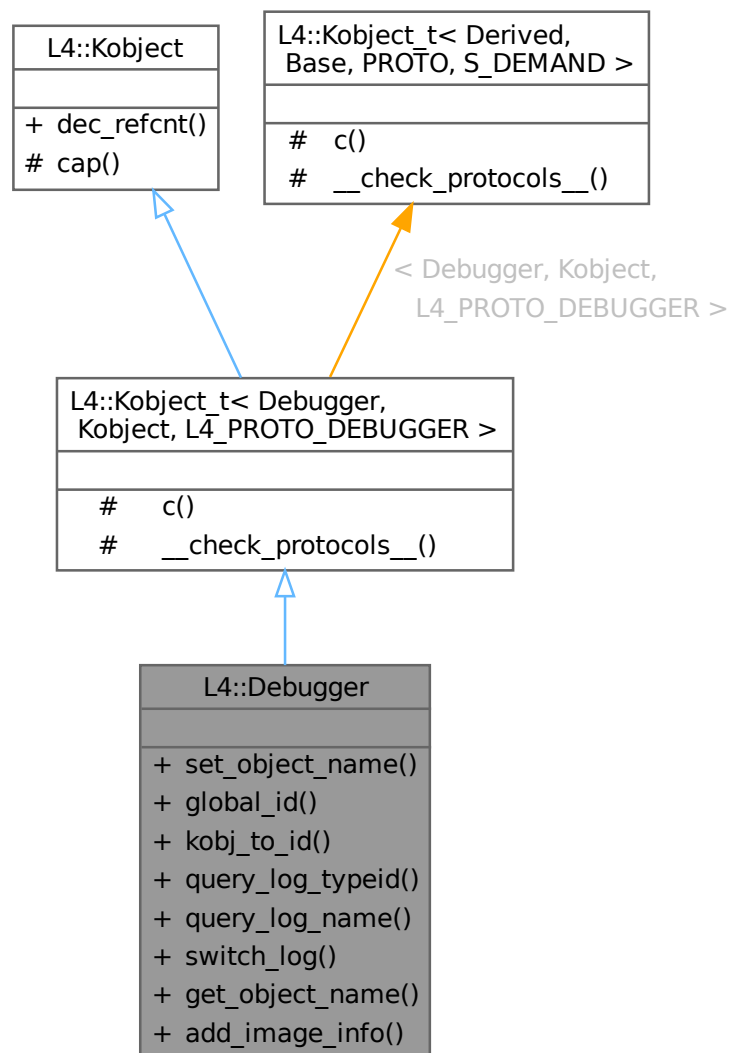 L4::Kobject
+ dec_refcnt()
# cap()
L4::Kobject_t< Derived,
Base, PROTO, S_DEMAND >
# c()
# __check_protocols__()
< Debugger, Kobject,
L4_PROTO_DEBUGGER >
L4::Kobject_t< Debugger,
Kobject, L4_PROTO_DEBUGGER >
# c()
# __check_protocols__()
L4::Debugger
+ set_object_name()
+ global_id()
+ kobj_to_id()
+ query_log_typeid()
+ query_log_name()
+ switch_log()
+ get_object_name()
+ add_image_info()